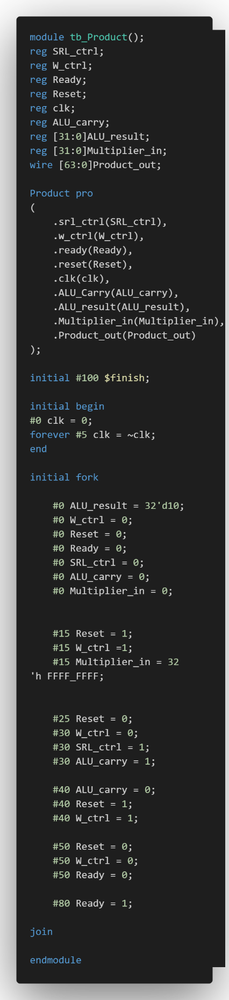 module tb_Product();
reg SRL_ctrl;
reg W_ctrl;
reg Ready;
reg Reset;
reg clk;
reg ALU_carry;
reg [31:0]ALU_result;
reg [31:0]Multiplier_in;
wire [63:0]Product_out;
Product pro
(
    .srl_ctrl(SRL_ctrl),
    .w_ctrl(W_ctrl),
    .ready(Ready),
    .reset(Reset),
    .clk(clk),
    .ALU_Carry(ALU_carry),
    .ALU_result(ALU_result),
    .Multiplier_in(Multiplier_in),
    .Product_out(Product_out)
);
initial #100 $finish;
initial begin
#0 clk = 0;
forever #5 clk = ~clk;
end
initial fork
    #0 ALU_result = 32'd10;
    #0 W_ctrl = 0;
    #0 Reset = 0;
    #0 Ready = 0;
    #0 SRL_ctrl = 0;
    #0 ALU_carry = 0;
    #0 Multiplier_in = 0;
    #15 Reset = 1;
    #15 W_ctrl =1;
    #15 Multiplier_in = 32
'h FFFF_FFFF;
    #25 Reset = 0;
    #30 W_ctrl = 0;
    #30 SRL_ctrl = 1;
    #30 ALU_carry = 1;
    #40 ALU_carry = 0;
    #40 Reset = 1;
    #40 W_ctrl = 1;
    #50 Reset = 0;
    #50 W_ctrl = 0;
    #50 Ready = 0;
    #80 Ready = 1;
join
endmodule